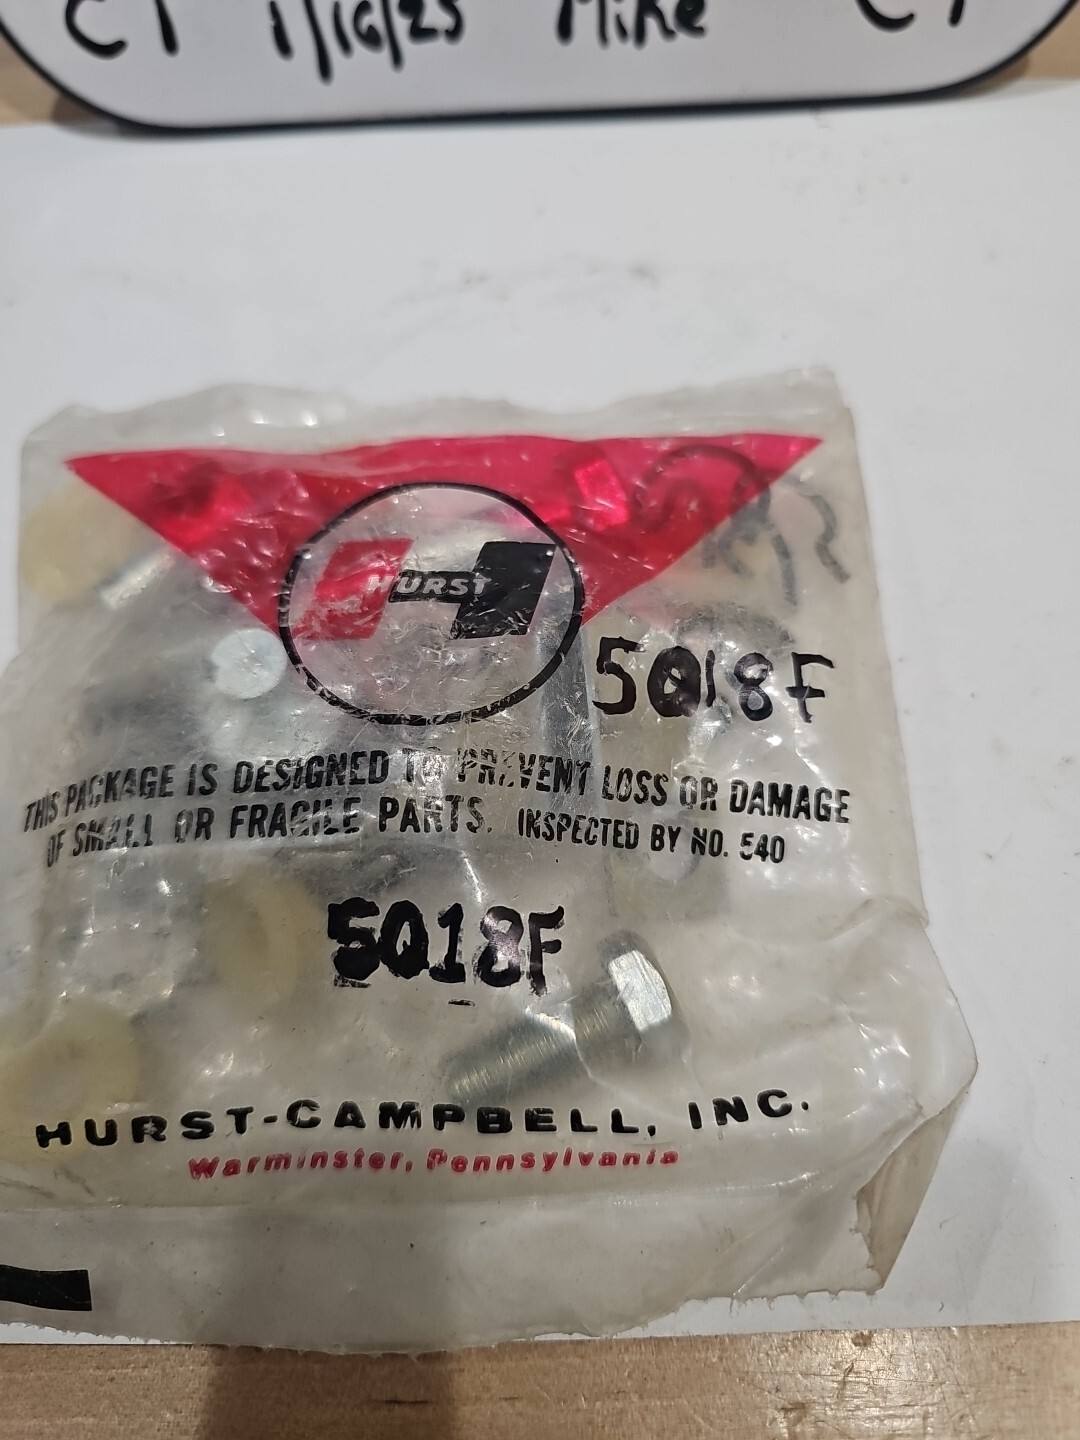 CT 1/16/25 Mike CT
HURST
5018F
THIS PACKAGE IS DESIGNED TO PREVENT LOSS OR DAMAGE
OF SMALL OR FRAGILE PARTS. INSPECTED BY NO. 540
5018F
HURST-CAMPBELL, INC.
Warminster, Pennsylvania